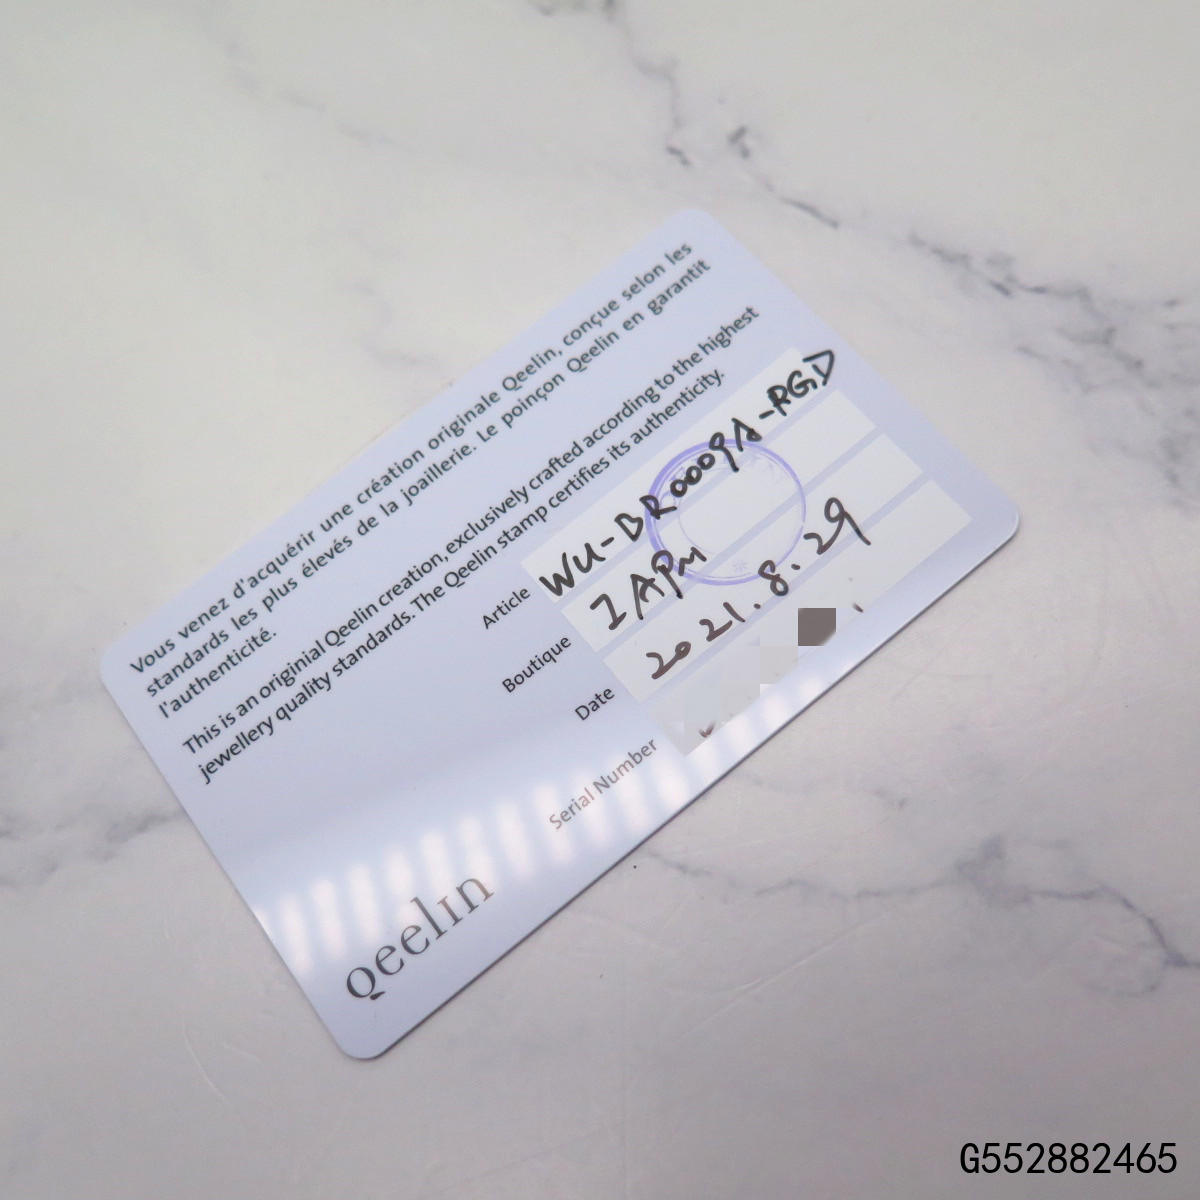 Vous venez d'acquérir une création originale Qeelin, conçue selon les
standards les plus élevés de la joaillerie. Le poinçon Qeelin en garantit
l'authenticité.
This is an originial Qeelin creation, exclusively crafted according to the highest
jewellery quality standards. The Qeelin stamp certifies its authenticity.
Article WU-BR0009A-RGD
Boutique IAPM
Date 2021.8.29
Serial Number
Qeelin
G552882465